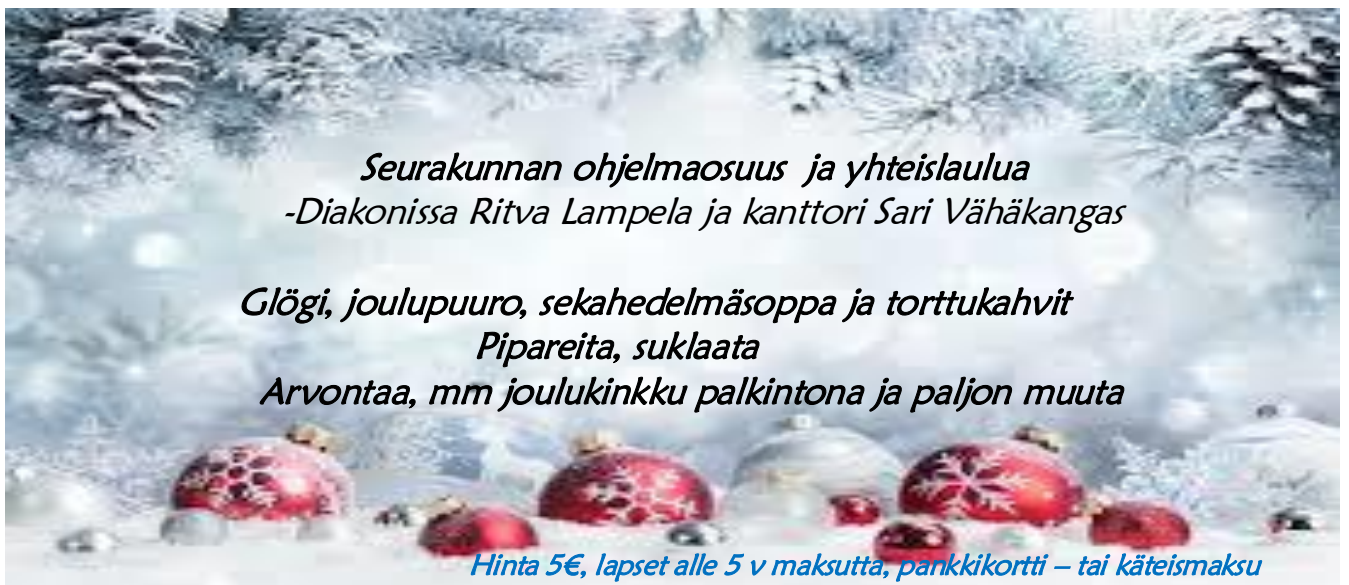 Seurakunnan ohjelmaosuus ja yhteislaulua
-Diakonissa Ritva Lampela ja kanttori Sari Vähäkangas
Glögi, joulupuuro, sekahedelmäsoppa ja torttukahvit
Pipareita, suklaata
Arvontaa, mm joulukinkku palkintona ja paljon muuta
Hinta 5€, lapset alle 5 v maksutta, pankkikortti – tai käteismaksu